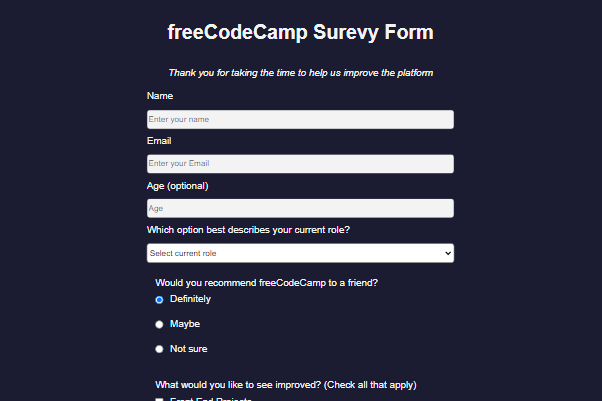 freeCodeCamp Surevy Form
Thank you for taking the time to help us improve the platform
Name
Enter your name
Email
Enter your Email
Age (optional)
Age
Which option best describes your current role?
Select current role
Would you recommend freeCodeCamp to a friend?
Definitely
Maybe
Not sure
What would you like to see improved? (Check all that apply)
Front End Projects